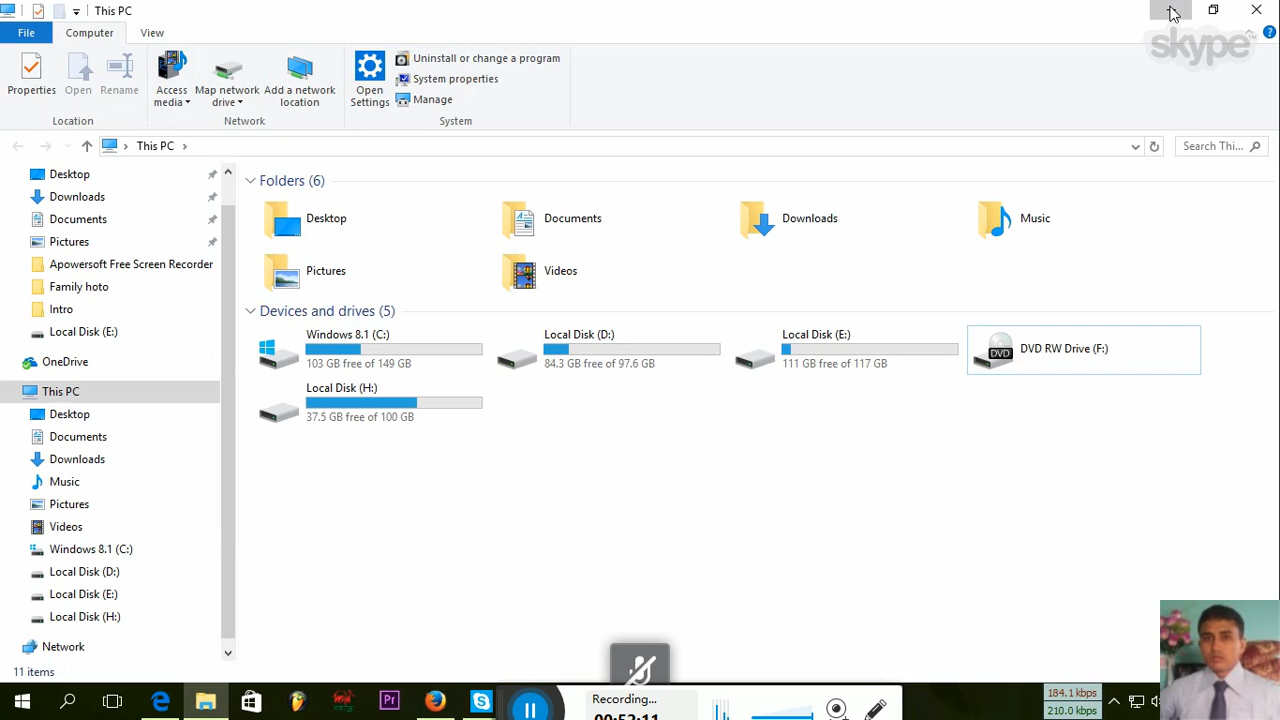 This PC
File Computer View
skype
Properties Open Rename Access media Map network drive Add a network location Open Settings Uninstall or change a program
System properties
Manage
Location Network System
This PC
Search Thi...
Desktop
Downloads
Documents
Pictures
Apowersoft Free Screen Recorder
Family hoto
Intro
Local Disk (E:)
OneDrive
This PC
Desktop
Documents
Downloads
Music
Pictures
Videos
Windows 8.1 (C:)
Local Disk (D:)
Local Disk (E:)
Local Disk (H:)
Network
Folders (6)
Desktop Documents Downloads Music
Pictures Videos
Devices and drives (5)
Windows 8.1 (C:)
103 GB free of 149 GB
Local Disk (D:)
84.3 GB free of 97.6 GB
Local Disk (E:)
111 GB free of 117 GB
DVD RW Drive (F:)
DVD
Local Disk (H:)
37.5 GB free of 100 GB
11 items
Pr
Recording...
00:52:11
184.1 kbps
210.0 kbps